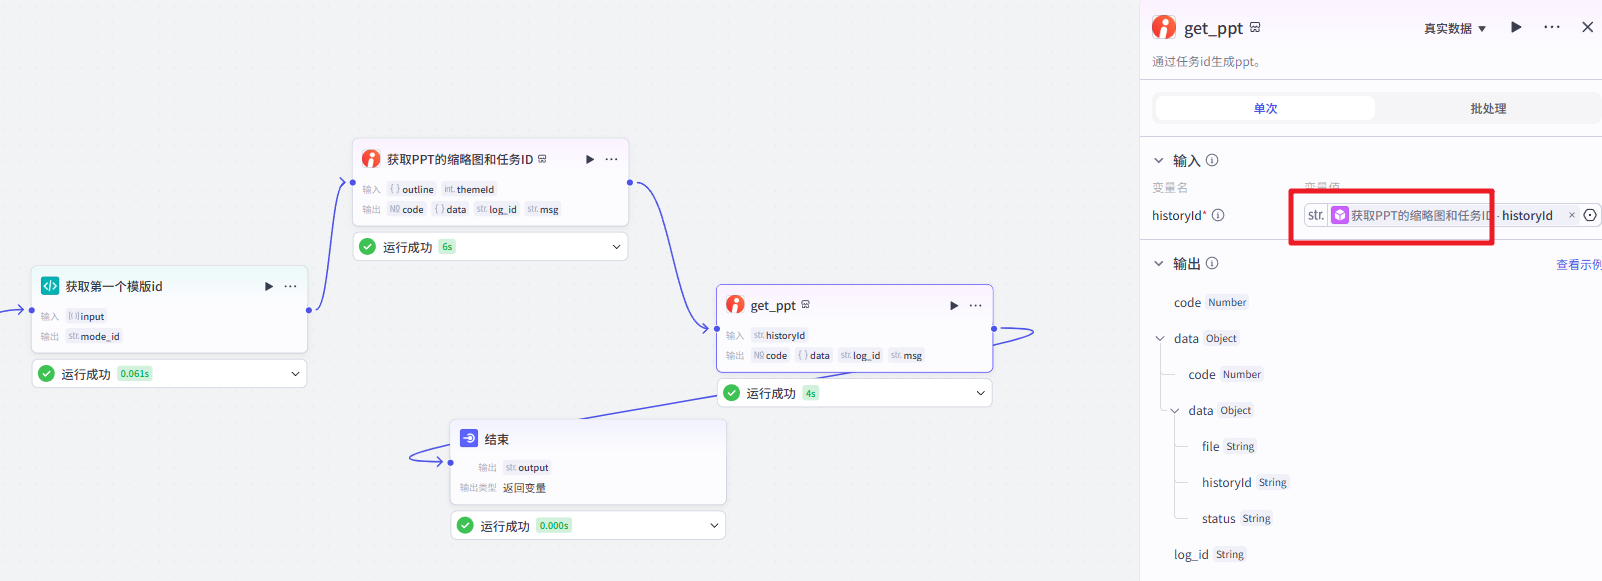 获取PPT的缩略图和任务ID
输入 { } outline int. themeId
输出 NO code { } data str. log_id str. msg
运行成功 6s
获取第一个模版id
输入 [{}] input
输出 str. mode_id
运行成功 0.061s
get_ppt
输入 str. historyId
输出 NO code { } data str. log_id str. msg
运行成功 4s
结束
输出 str. output
输出类型 返回变量
运行成功 0.000s
get_ppt 真实数据
通过任务id生成ppt。
单次 批处理
输入
变量名 变量值
historyId* str. 获取PPT的缩略图和任务ID · historyId ×
输出 查看示例
code Number
data Object
code Number
data Object
file String
historyId String
status String
log_id String